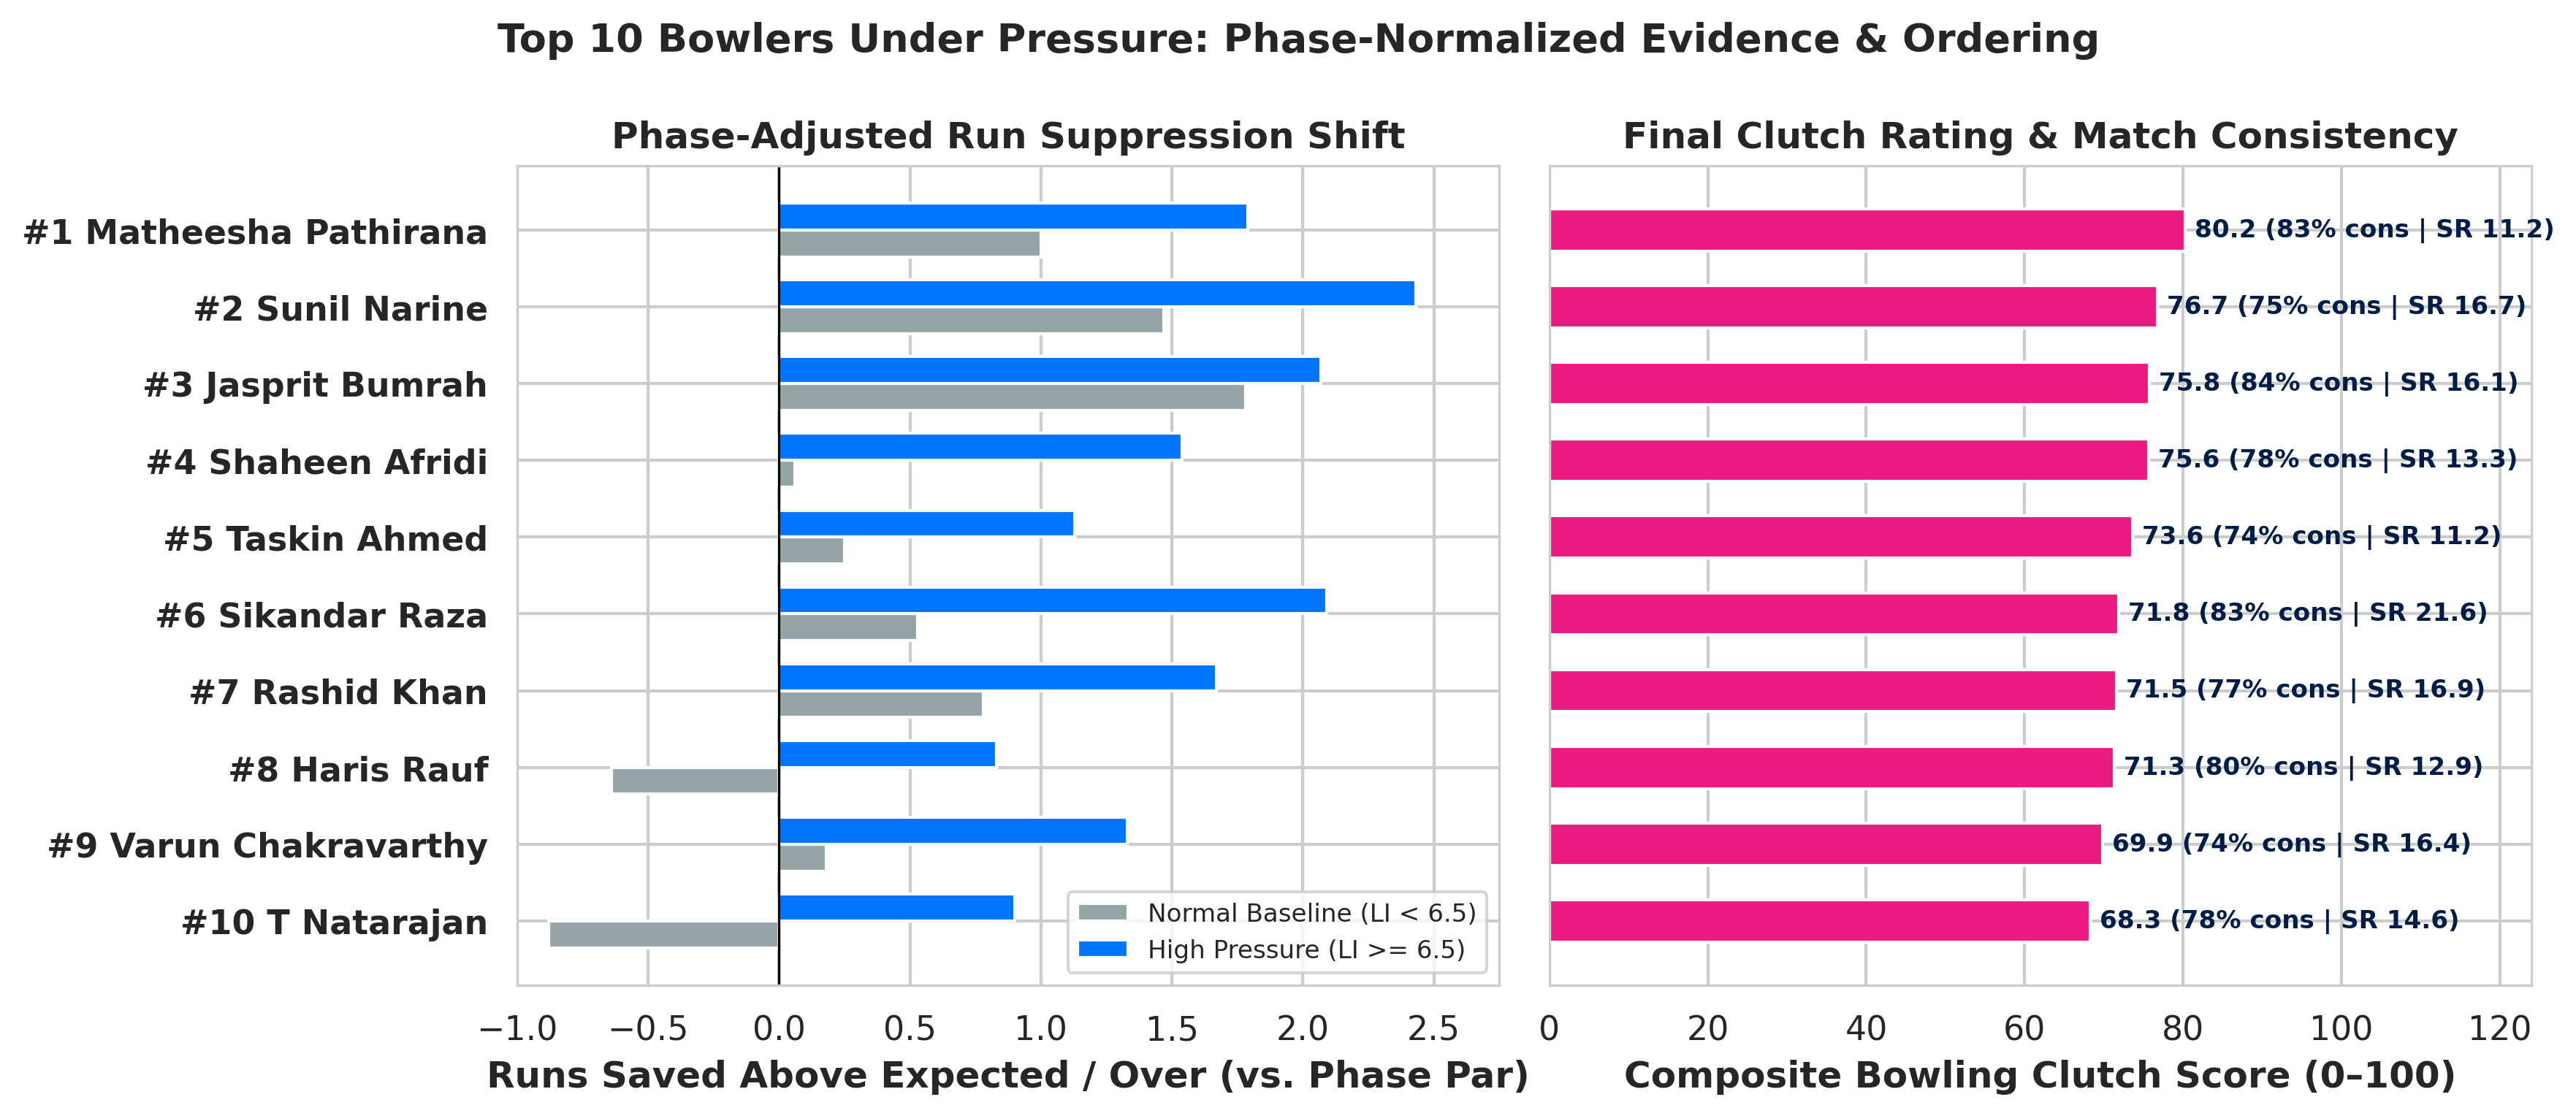 Top 10 Bowlers Under Pressure: Phase-Normalized Evidence & Ordering
Phase-Adjusted Run Suppression Shift
#1 Matheesha Pathirana
#2 Sunil Narine
#3 Jasprit Bumrah
#4 Shaheen Afridi
#5 Taskin Ahmed
#6 Sikandar Raza
#7 Rashid Khan
#8 Haris Rauf
#9 Varun Chakravarthy
#10 T Natarajan
Normal Baseline (LI < 6.5)
High Pressure (LI >= 6.5)
−1.0 −0.5 0.0 0.5 1.0 1.5 2.0 2.5
Runs Saved Above Expected / Over (vs. Phase Par)
Final Clutch Rating & Match Consistency
80.2 (83% cons | SR 11.2)
76.7 (75% cons | SR 16.7)
75.8 (84% cons | SR 16.1)
75.6 (78% cons | SR 13.3)
73.6 (74% cons | SR 11.2)
71.8 (83% cons | SR 21.6)
71.5 (77% cons | SR 16.9)
71.3 (80% cons | SR 12.9)
69.9 (74% cons | SR 16.4)
68.3 (78% cons | SR 14.6)
0 20 40 60 80 100 120
Composite Bowling Clutch Score (0–100)